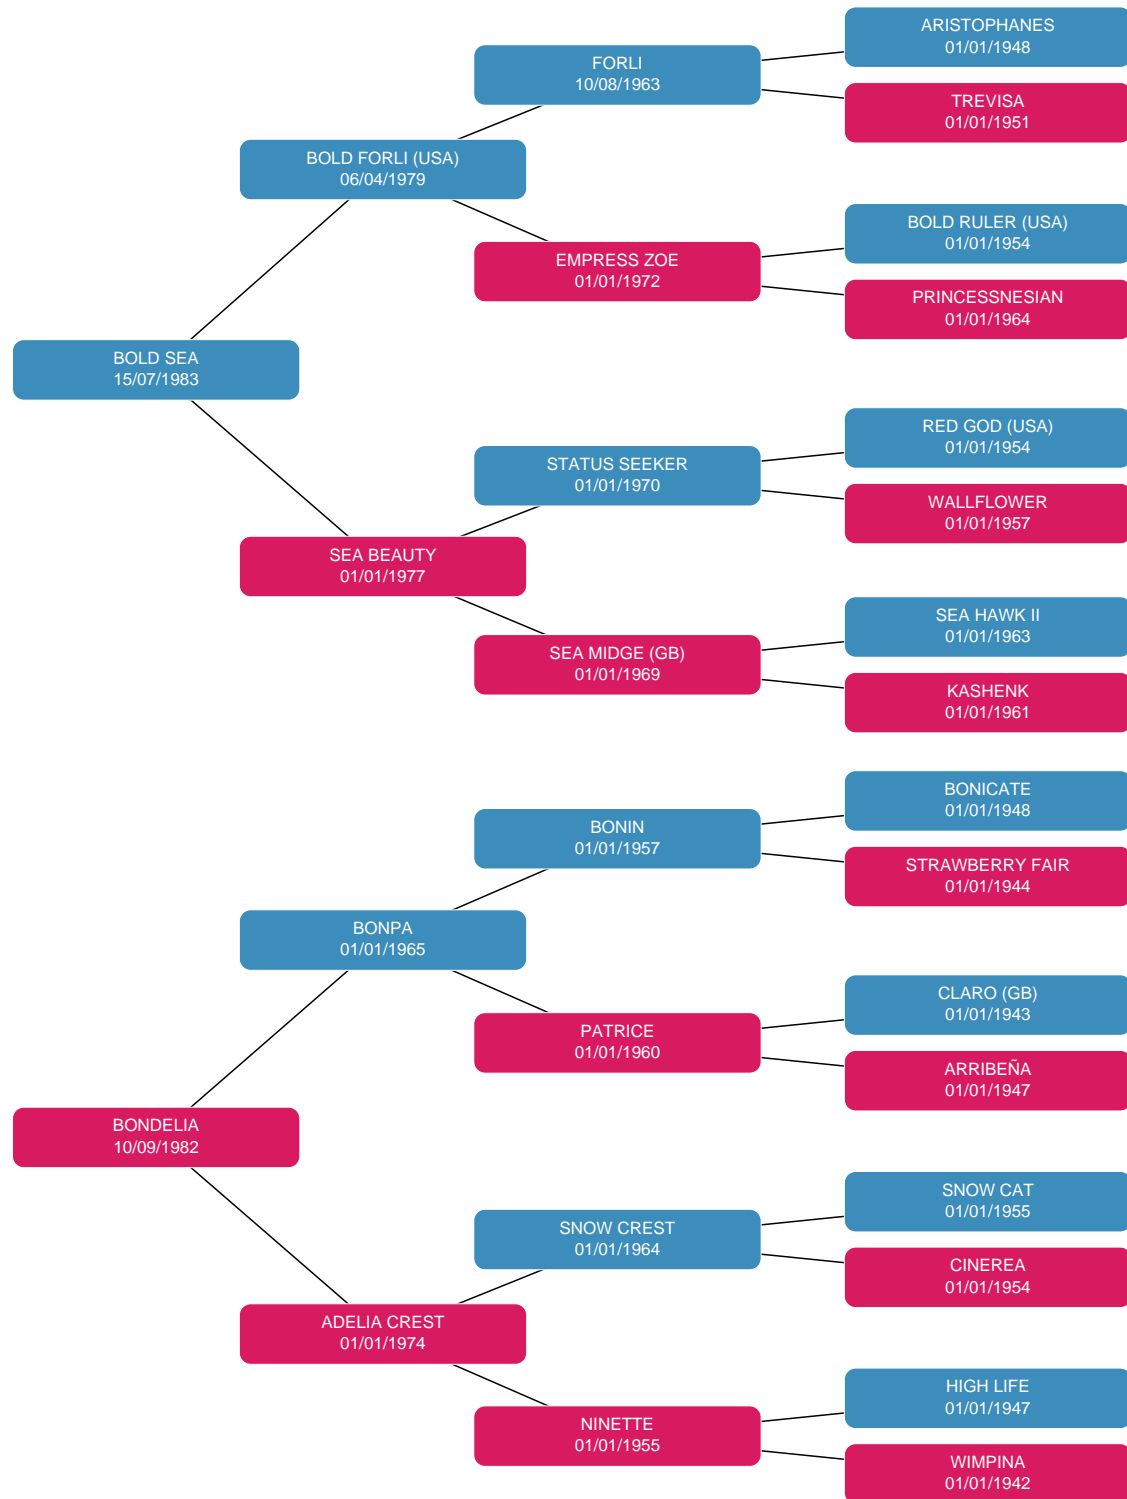 ARISTOPHANES
01/01/1948
FORLI
10/08/1963
TREVISA
01/01/1951
BOLD FORLI (USA)
06/04/1979
BOLD RULER (USA)
01/01/1954
EMPRESS ZOE
01/01/1972
PRINCESSNESIAN
01/01/1964
BOLD SEA
15/07/1983
RED GOD (USA)
01/01/1954
STATUS SEEKER
01/01/1970
WALLFLOWER
01/01/1957
SEA BEAUTY
01/01/1977
SEA HAWK II
01/01/1963
SEA MIDGE (GB)
01/01/1969
KASHENK
01/01/1961
BONICATE
01/01/1948
BONIN
01/01/1957
STRAWBERRY FAIR
01/01/1944
BONPA
01/01/1965
CLARO (GB)
01/01/1943
PATRICE
01/01/1960
ARRIBEÑA
01/01/1947
BONDELIA
10/09/1982
SNOW CAT
01/01/1955
SNOW CREST
01/01/1964
CINEREA
01/01/1954
ADELIA CREST
01/01/1974
HIGH LIFE
01/01/1947
NINETTE
01/01/1955
WIMPINA
01/01/1942